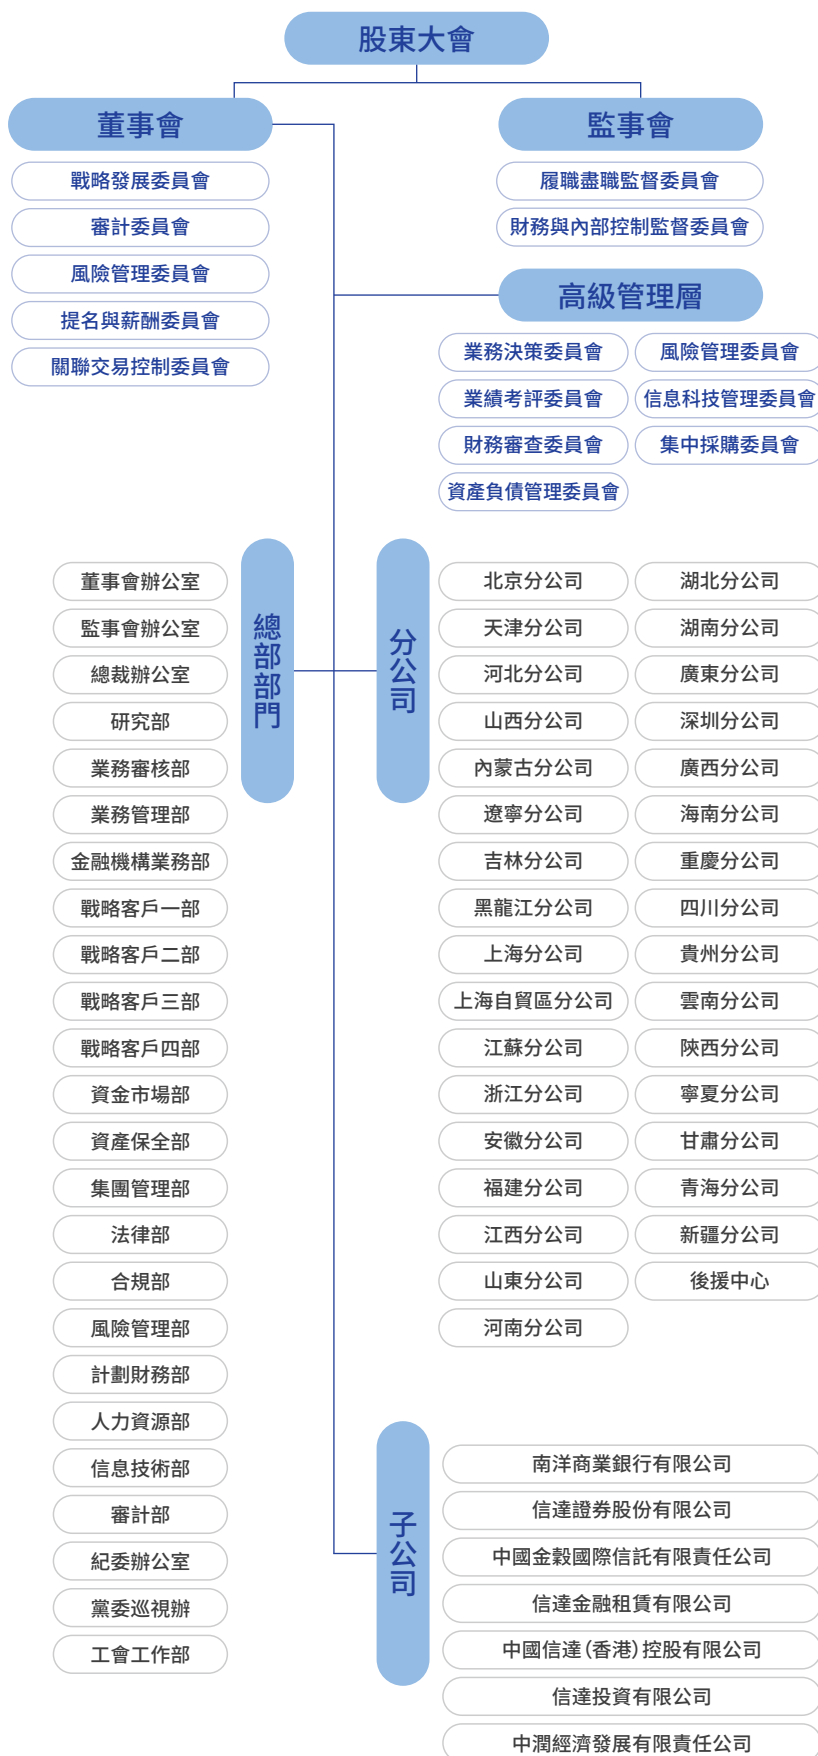 股東大會
董事會
戰略發展委員會
審計委員會
風險管理委員會
提名與薪酬委員會
關聯交易控制委員會
監事會
履職盡職監督委員會
財務與內部控制監督委員會
高級管理層
業務決策委員會
風險管理委員會
業績考評委員會
信息科技管理委員會
財務審查委員會
集中採購委員會
資產負債管理委員會
總部部門
董事會辦公室
監事會辦公室
總裁辦公室
研究部
業務審核部
業務管理部
金融機構業務部
戰略客戶一部
戰略客戶二部
戰略客戶三部
戰略客戶四部
資金市場部
資產保全部
集團管理部
法律部
合規部
風險管理部
計劃財務部
人力資源部
信息技術部
審計部
紀委辦公室
黨委巡視辦
工會工作部
分公司
北京分公司
天津分公司
河北分公司
山西分公司
內蒙古分公司
遼寧分公司
吉林分公司
黑龍江分公司
上海分公司
上海自貿區分公司
江蘇分公司
浙江分公司
安徽分公司
福建分公司
江西分公司
山東分公司
河南分公司
湖北分公司
湖南分公司
廣東分公司
深圳分公司
廣西分公司
海南分公司
重慶分公司
四川分公司
貴州分公司
雲南分公司
陝西分公司
寧夏分公司
甘肅分公司
青海分公司
新疆分公司
後援中心
子公司
南洋商業銀行有限公司
信達證券股份有限公司
中國金穀國際信託有限責任公司
信達金融租賃有限公司
中國信達(香港)控股有限公司
信達投資有限公司
中潤經濟發展有限責任公司